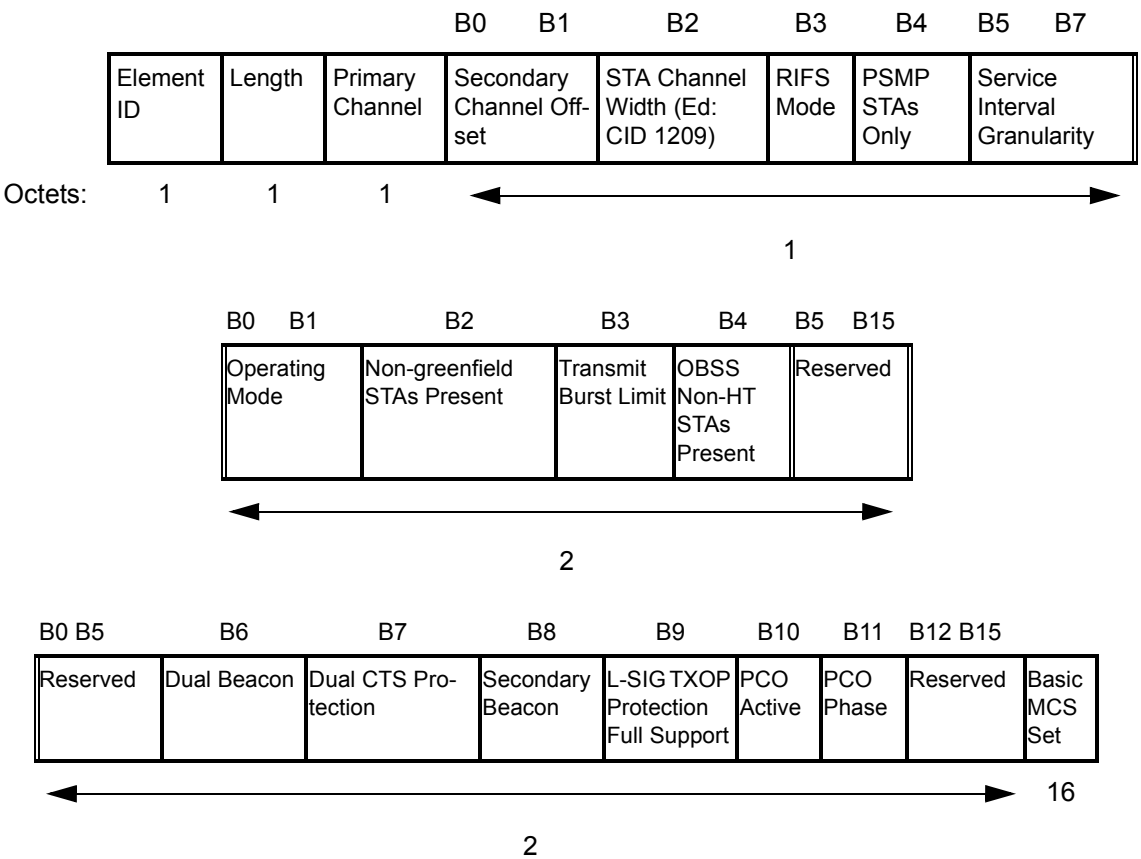 B0 B1 B2 B3 B4 B5 B7
Element ID
Length
Primary Channel
Secondary Channel Off-set
STA Channel Width (Ed: CID 1209)
RIFS Mode
PSMP STAs Only
Service Interval Granularity
Octets: 1 1 1
1
B0 B1 B2 B3 B4 B5 B15
Operating Mode
Non-greenfield STAs Present
Transmit Burst Limit
OBSS Non-HT STAs Present
Reserved
2
B0 B5 B6 B7 B8 B9 B10 B11 B12 B15
Reserved
Dual Beacon
Dual CTS Pro-tection
Secondary Beacon
L-SIG TXOP Protection Full Support
PCO Active
PCO Phase
Reserved
Basic MCS Set
16
2